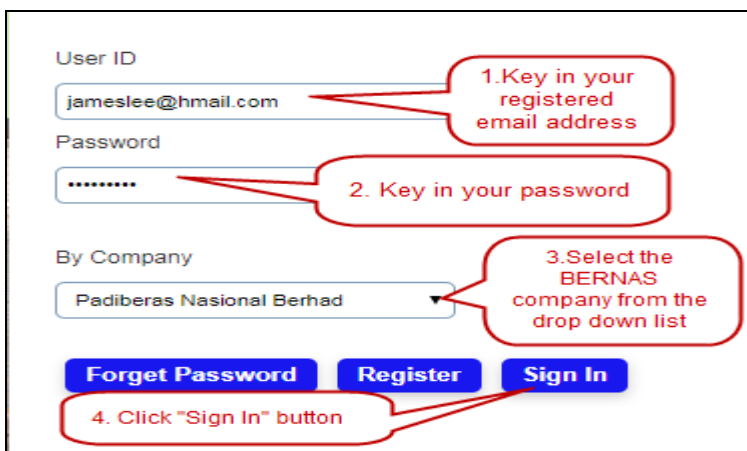 User ID
1.Key in your
registered
email address
jameslee@hmail.com
Password
•••••••••
2. Key in your password
By Company
3.Select the
BERNAS
company from the
drop down list
Padiberas Nasional Berhad
Forget Password
Register
Sign In
4. Click "Sign In" button